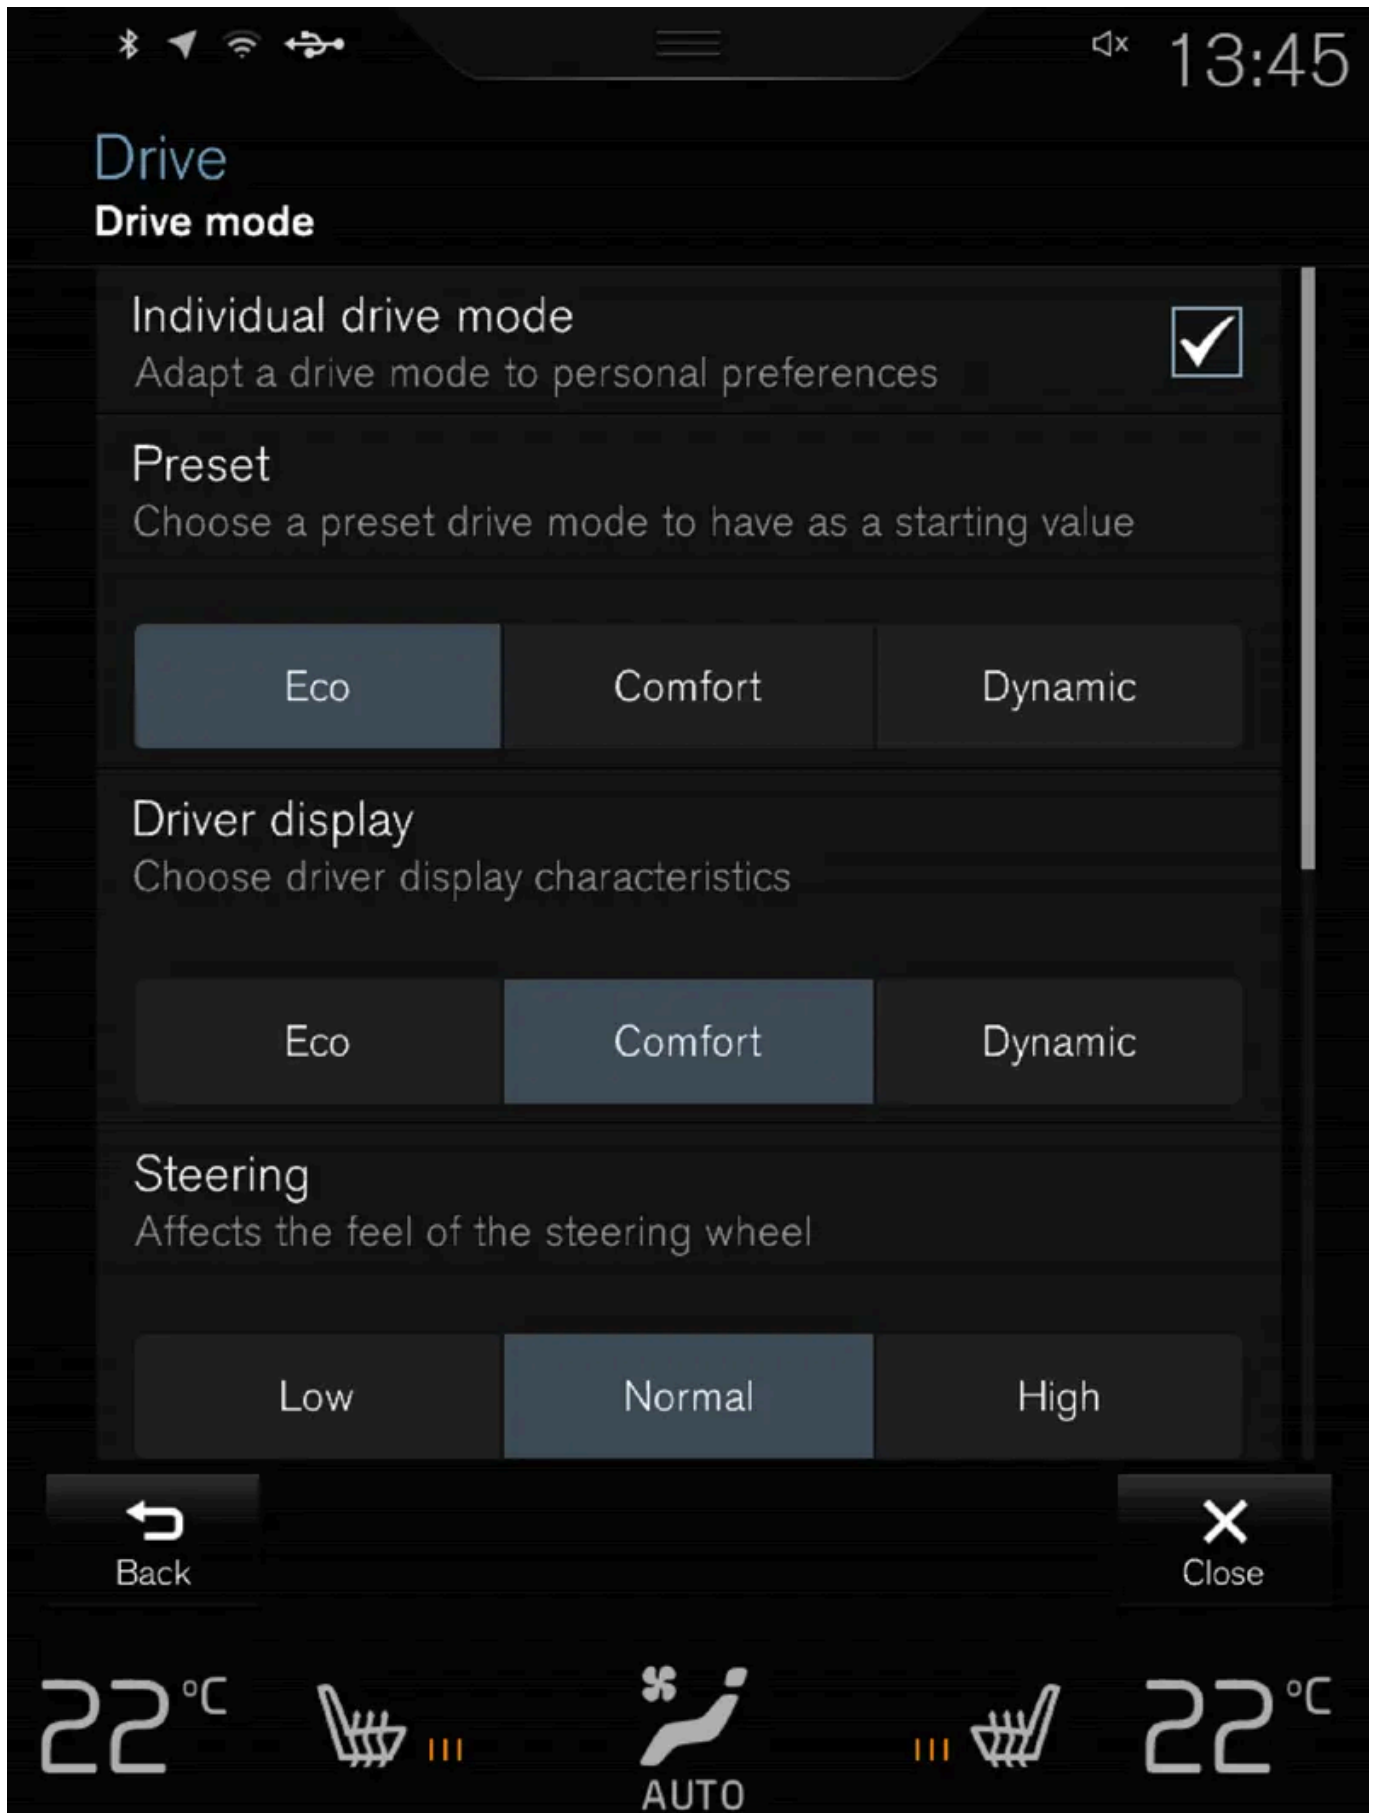 13:45
Drive
Drive mode
Individual drive mode
Adapt a drive mode to personal preferences
Preset
Choose a preset drive mode to have as a starting value
Eco Comfort Dynamic
Driver display
Choose driver display characteristics
Eco Comfort Dynamic
Steering
Affects the feel of the steering wheel
Low Normal High
Back Close
22°C 22°C
AUTO